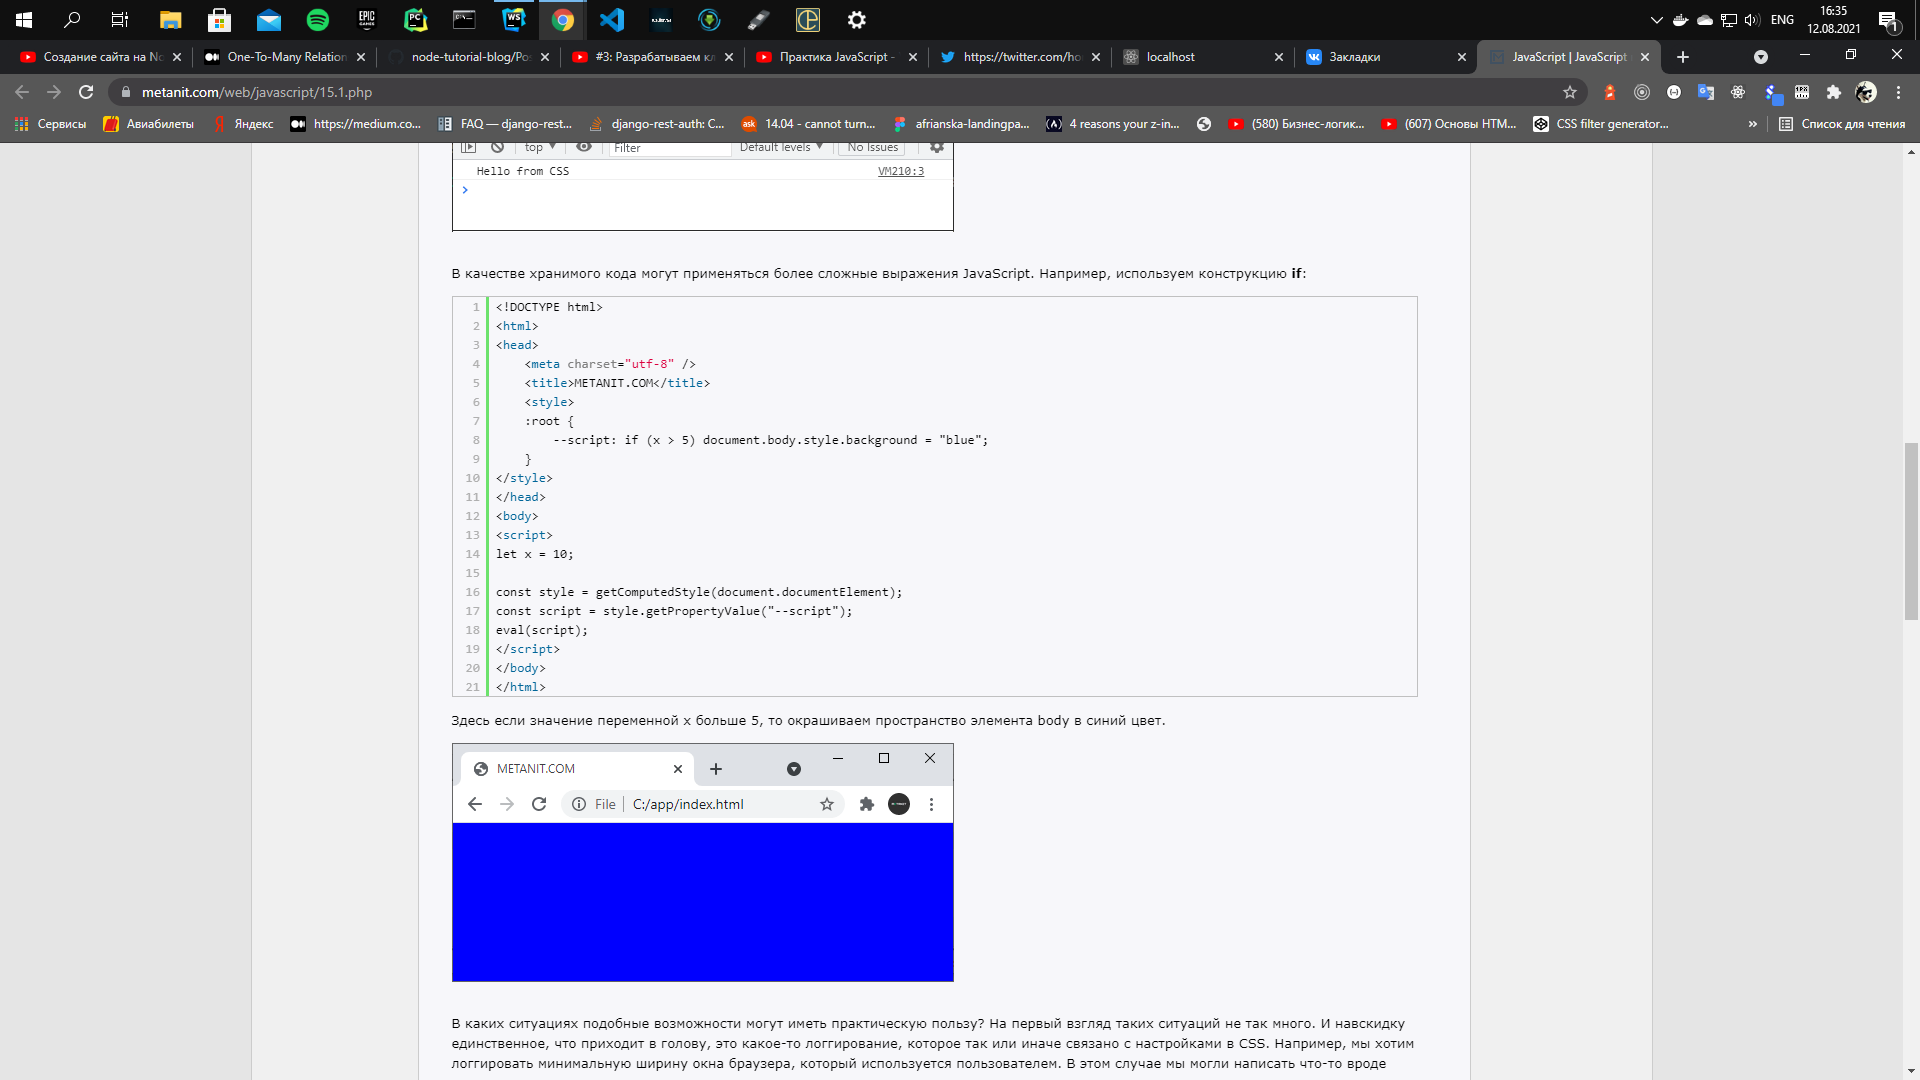 EPIC GAMES
PC
WS
ENG
16:35
12.08.2021
1
Создание сайта на No
One-To-Many Relation
node-tutorial-blog/Pos
#3: Разрабатываем кл
Практика JavaScript -
https://twitter.com/ho
localhost
Закладки
JavaScript | JavaScript
metanit.com/web/javascript/15.1.php
Сервисы
Авиабилеты
Яндекс
https://medium.co...
FAQ — django-rest...
django-rest-auth: C...
14.04 - cannot turn...
afrianska-landingpa...
4 reasons your z-in...
(580) Бизнес-логик...
(607) Основы HTM...
CSS filter generator...
»
Список для чтения
top
Filter
Default levels
No Issues
Hello from CSS
VM210:3
>
В качестве хранимого кода могут применяться более сложные выражения JavaScript. Например, используем конструкцию if:
1 <!DOCTYPE html>
2 <html>
3 <head>
4 <meta charset="utf-8" />
5 <title>METANIT.COM</title>
6 <style>
7 :root {
8 --script: if (x > 5) document.body.style.background = "blue";
9 }
10 </style>
11 </head>
12 <body>
13 <script>
14 let x = 10;
15
16 const style = getComputedStyle(document.documentElement);
17 const script = style.getPropertyValue("--script");
18 eval(script);
19 </script>
20 </body>
21 </html>
Здесь если значение переменной x больше 5, то окрашиваем пространство элемента body в синий цвет.
METANIT.COM
File
C:/app/index.html
В каких ситуациях подобные возможности могут иметь практическую пользу? На первый взгляд таких ситуаций не так много. И навскидку
единственное, что приходит в голову, это какое-то логгирование, которое так или иначе связано с настройками в CSS. Например, мы хотим
логгировать минимальную ширину окна браузера, который используется пользователем. В этом случае мы могли написать что-то вроде